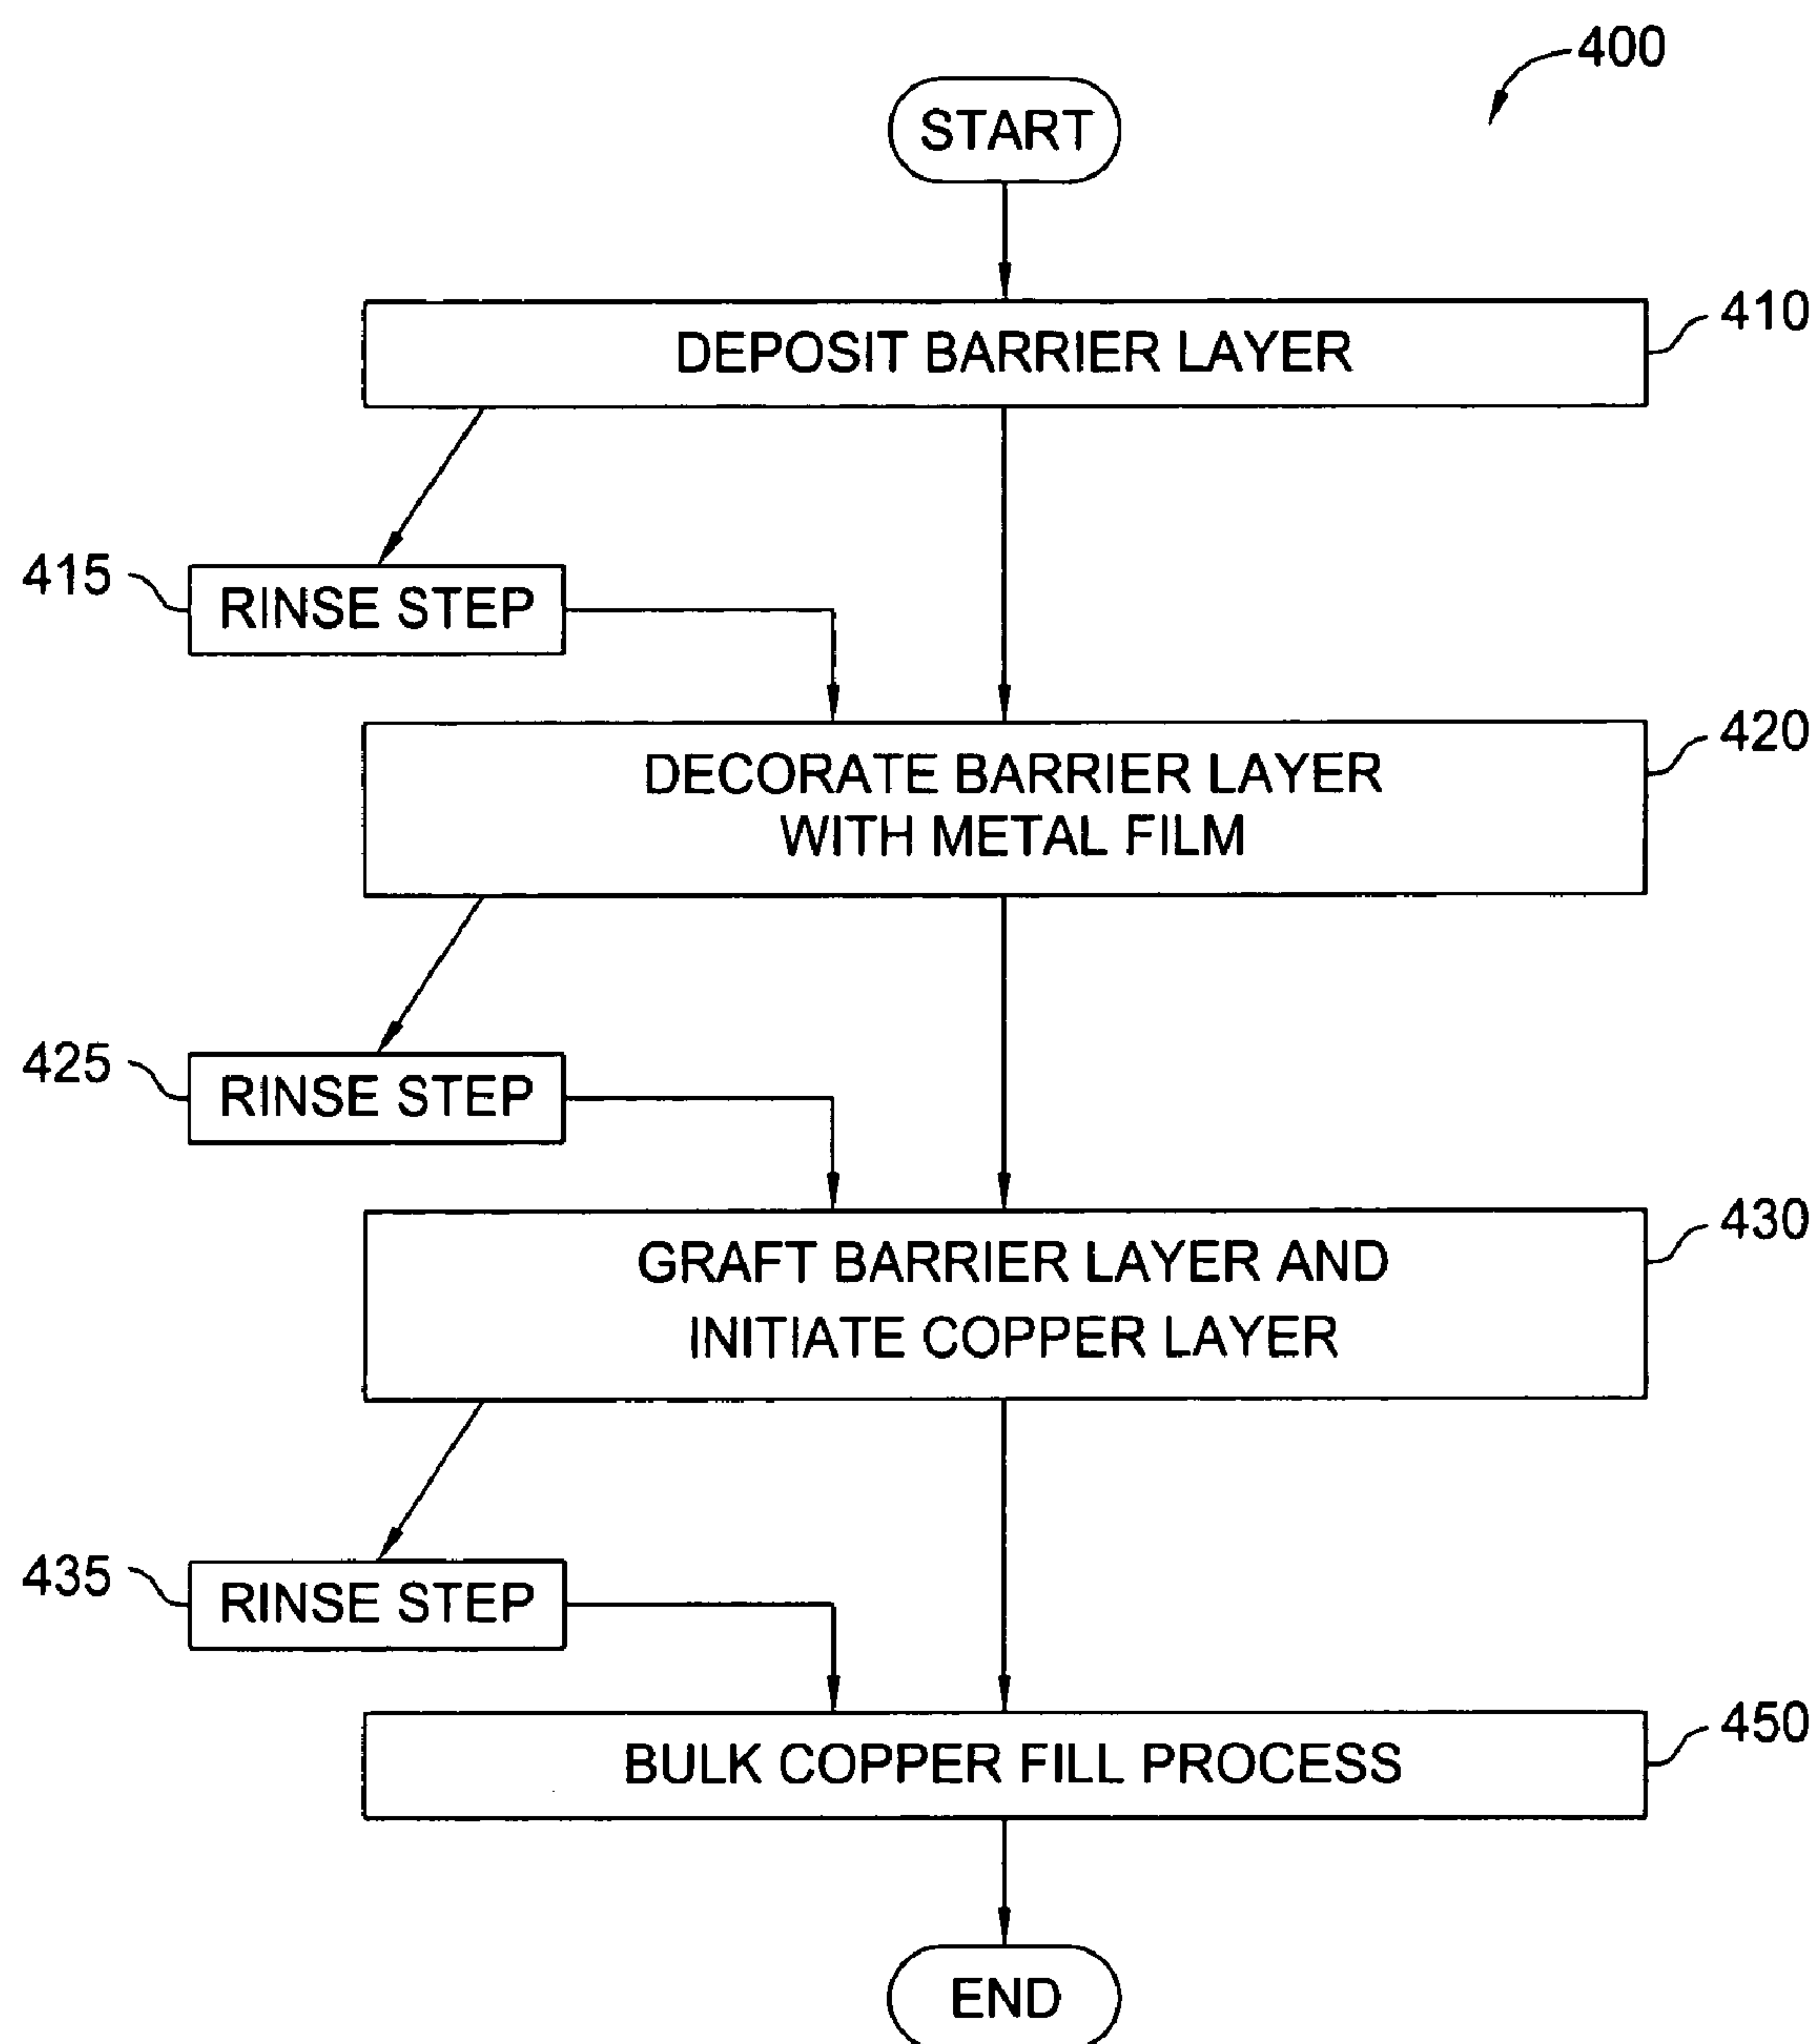 400
START
DEPOSIT BARRIER LAYER
410
415
RINSE STEP
DECORATE BARRIER LAYER
WITH METAL FILM
420
425
RINSE STEP
GRAFT BARRIER LAYER AND
INITIATE COPPER LAYER
430
435
RINSE STEP
BULK COPPER FILL PROCESS
450
END